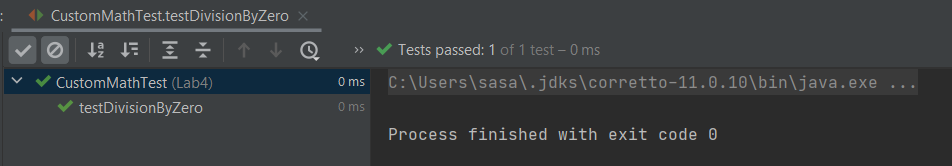 : CustomMathTest.testDivisionByZero ×
» Tests passed: 1 of 1 test – 0 ms
CustomMathTest (Lab4) 0 ms
testDivisionByZero 0 ms
C:\Users\sasa\.jdks\corretto-11.0.10\bin\java.exe ...
Process finished with exit code 0